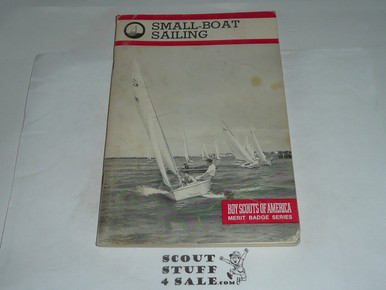 SMALL-BOAT
SAILING
BOY SCOUTS OF AMERICA
MERIT BADGE SERIES
SCOUT
STUFF
4 SALE.COM